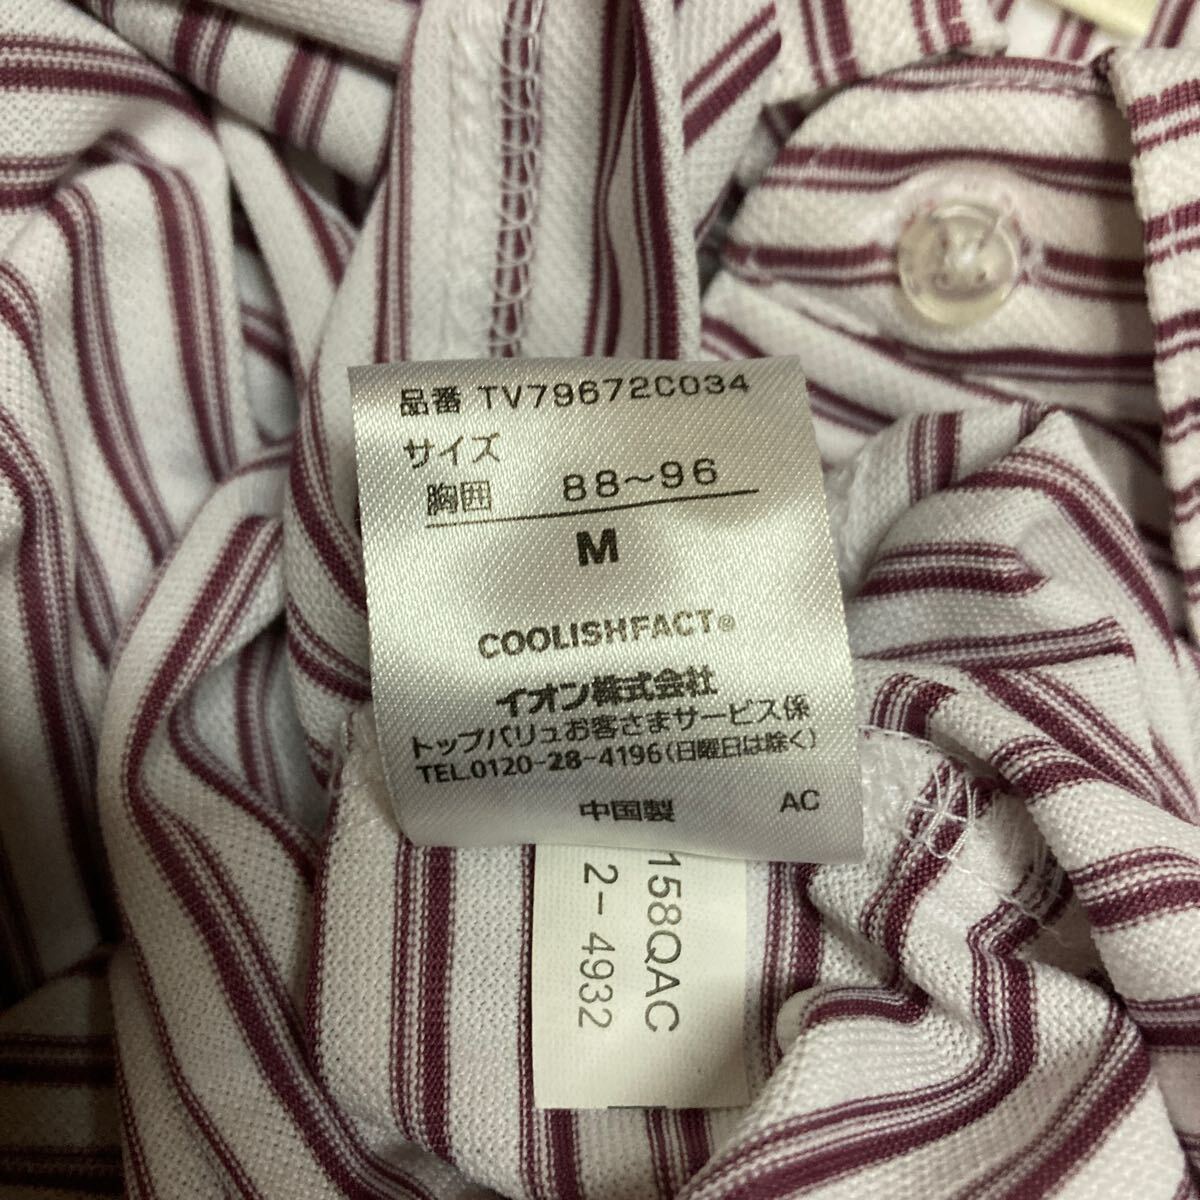 品番 TV79672C034
サイズ
胸囲 88～96
M
COOLISHFACT®
イオン株式会社
トップバリュお客さまサービス係
TEL.0120-28-4196(日曜日は除く)
中国製 AC
158QAC
2-4932